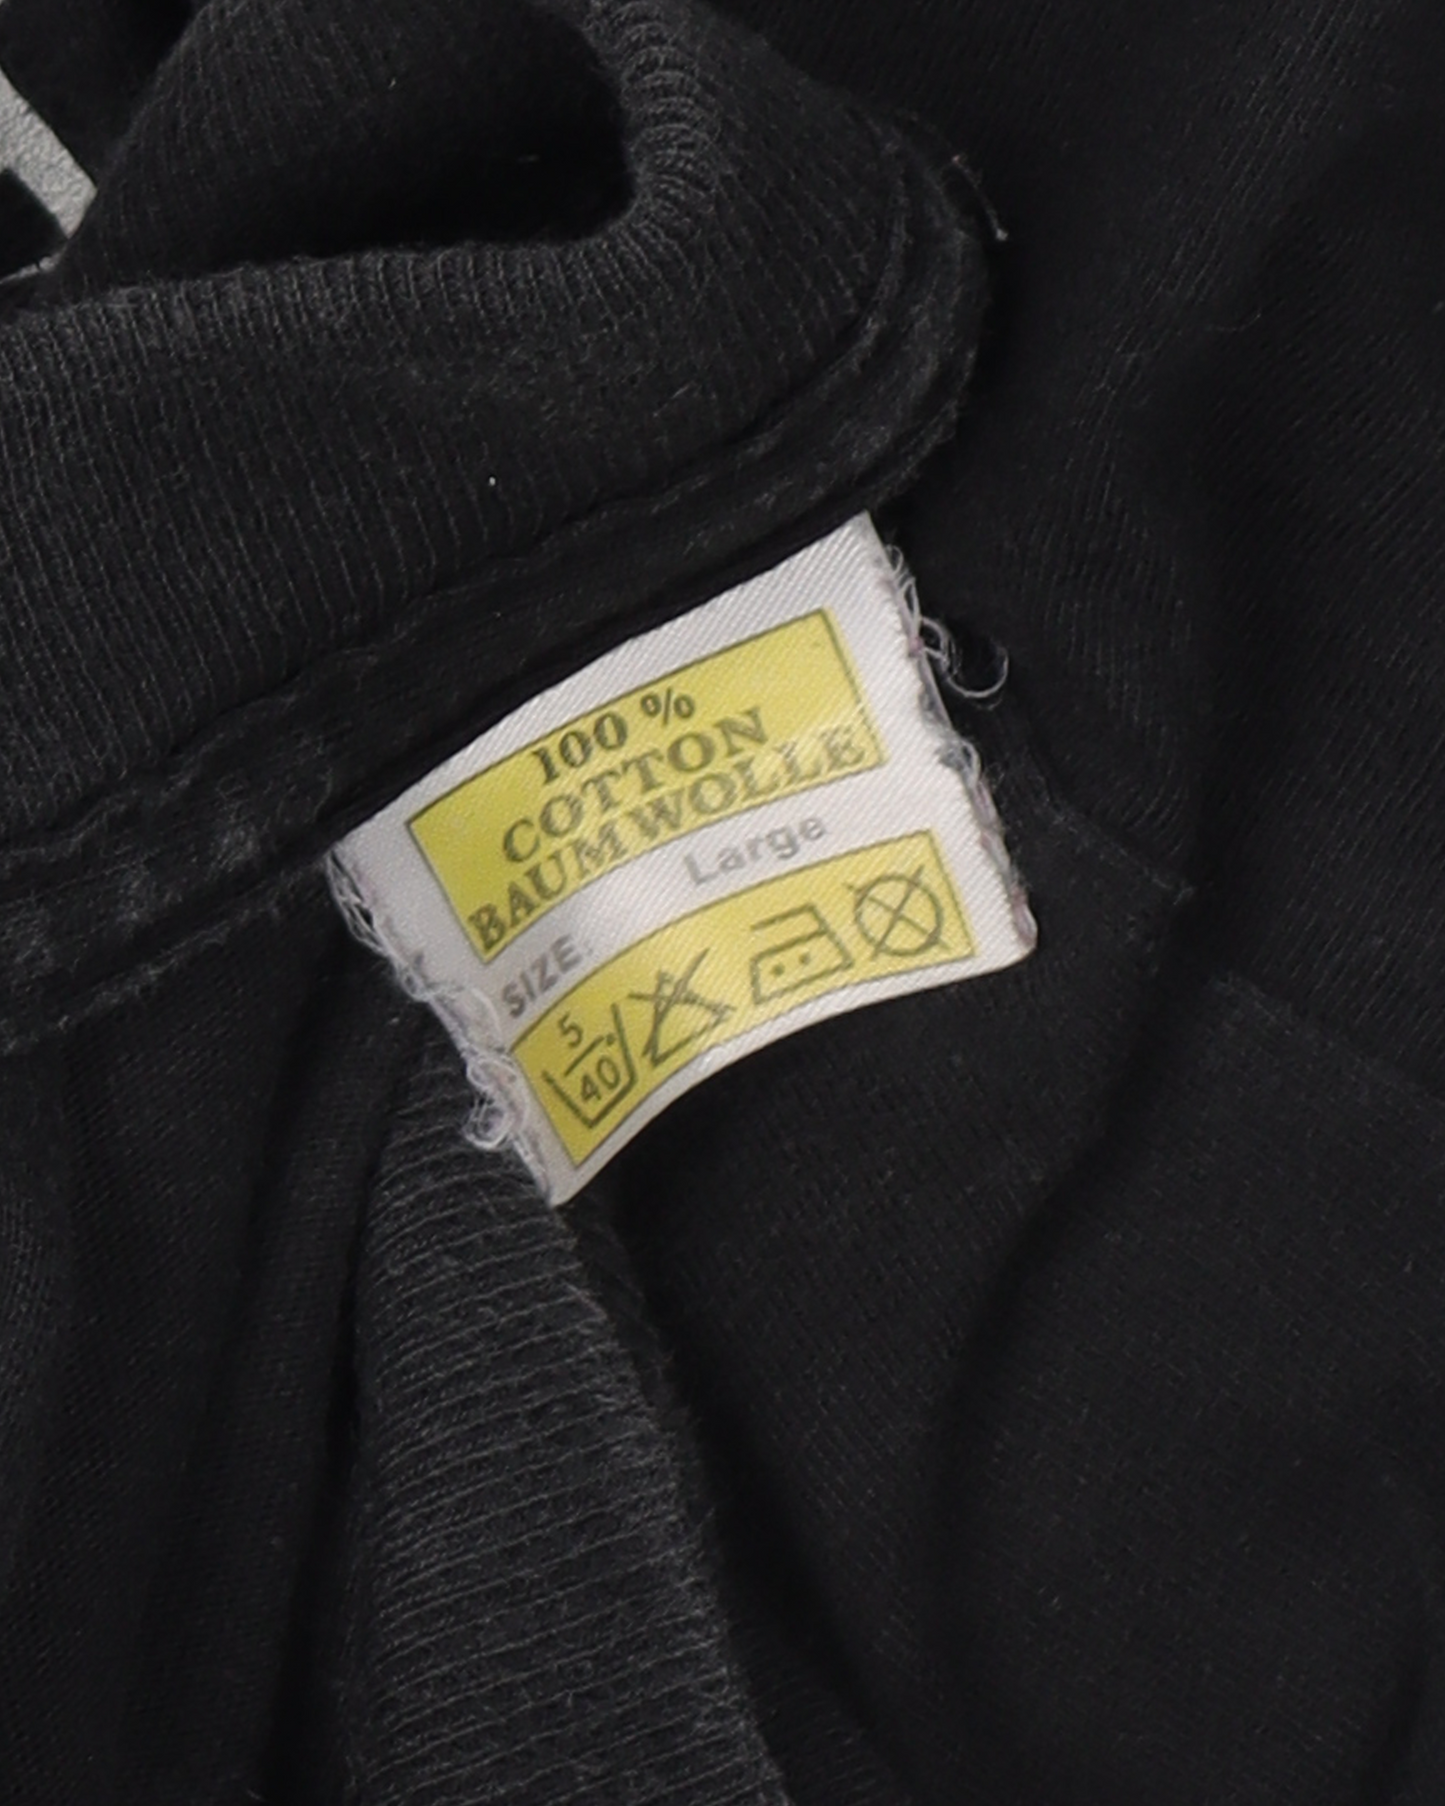 100 %
COTTON
BAUMWOLLE
SIZE: Large
5
40°